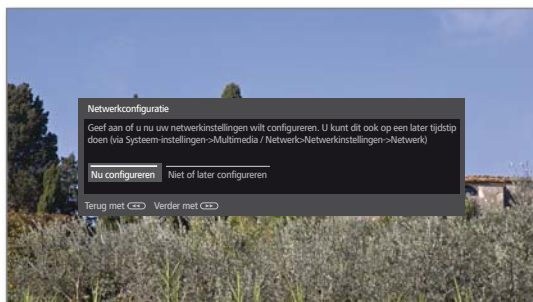 Netwerkconfiguratie
Geef aan of u nu uw netwerkinstellingen wilt configureren. U kunt dit ook op een later tijdstip
doen (via Systeem-instellingen->Multimedia / Netwerk>Netwerkinstellingen->Netwerk)
Nu configureren Niet of later configureren
Terug met Verder met